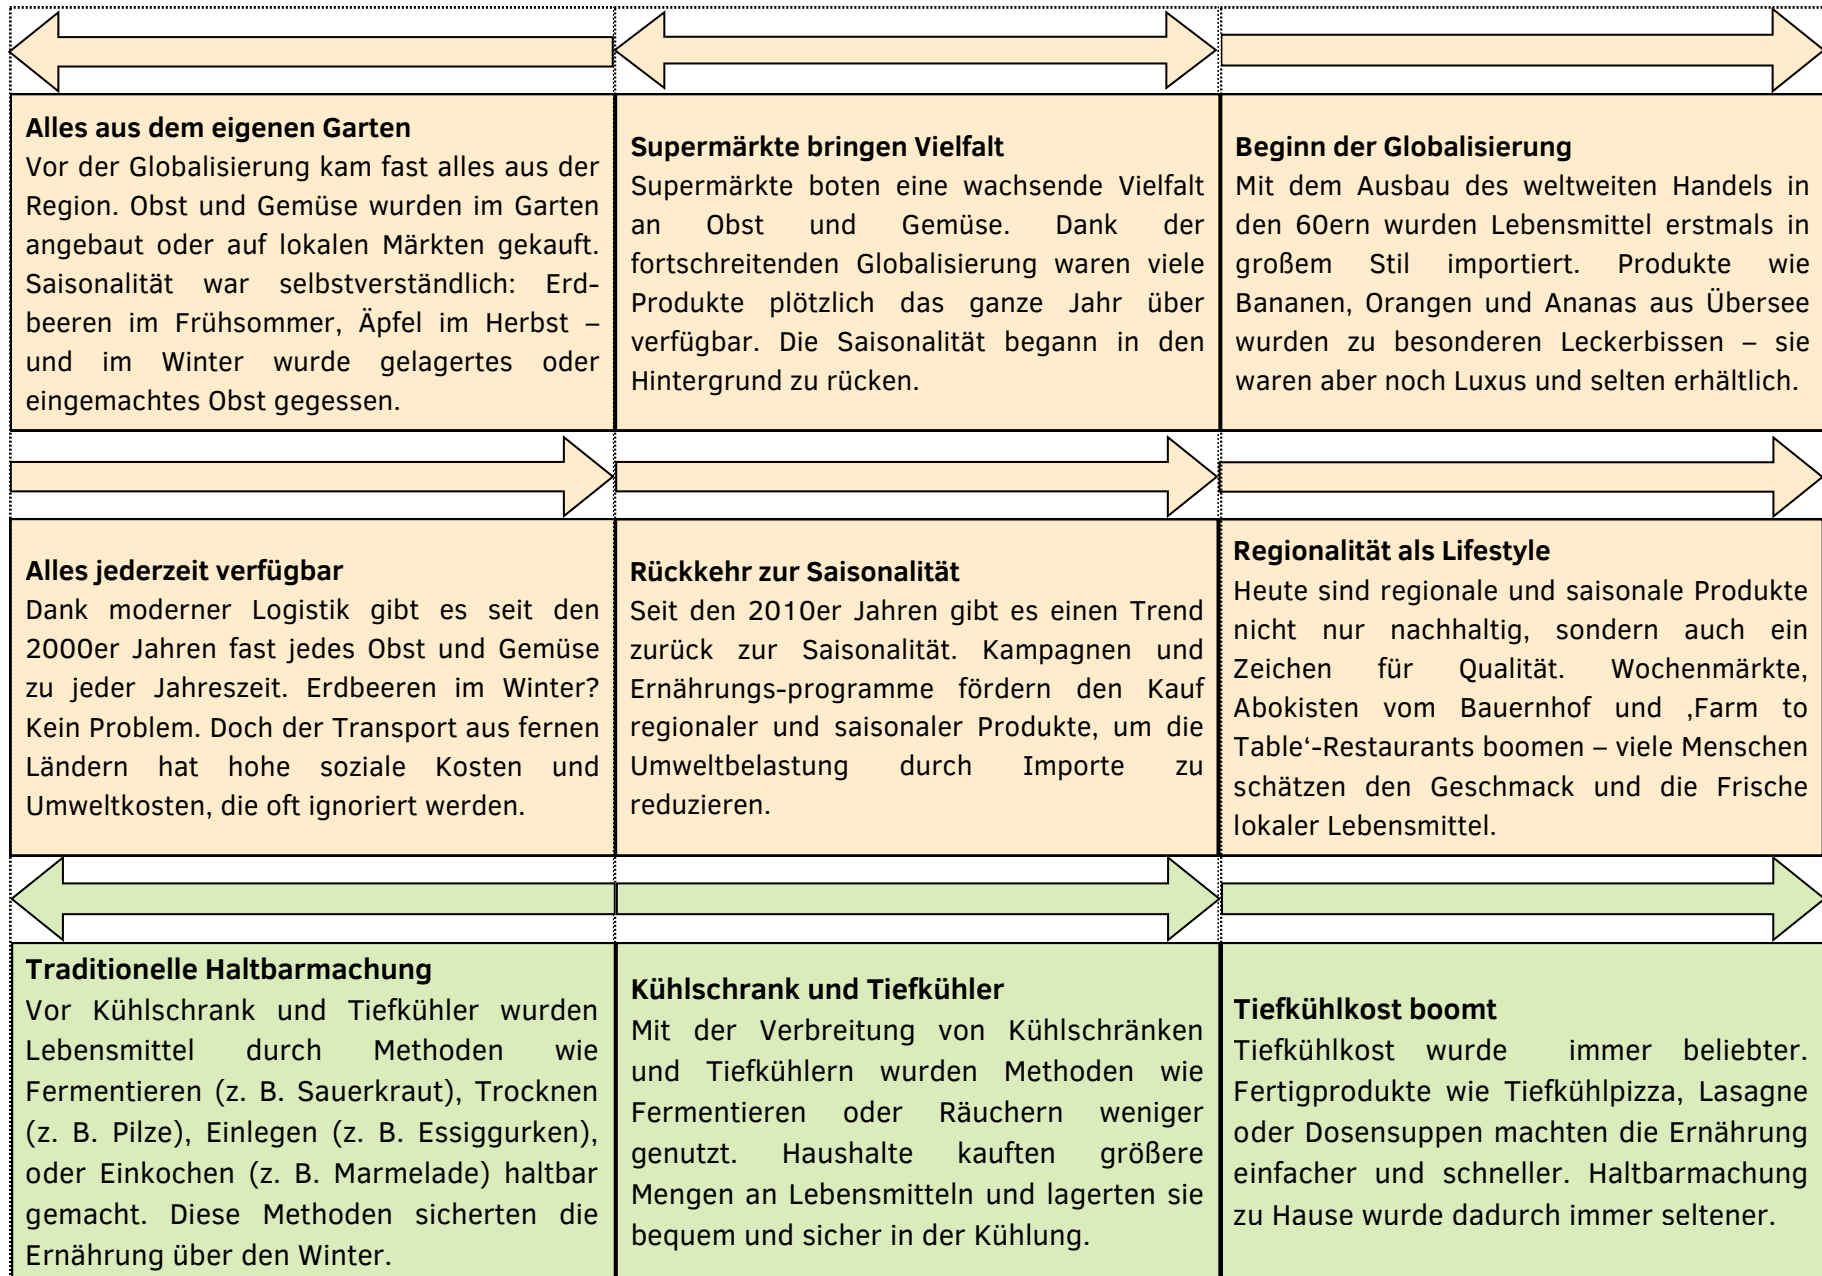 Alles aus dem eigenen Garten
Vor der Globalisierung kam fast alles aus der
Region. Obst und Gemüse wurden im Garten
angebaut oder auf lokalen Märkten gekauft.
Saisonalität war selbstverständlich: Erd-
beeren im Frühsommer, Äpfel im Herbst –
und im Winter wurde gelagertes oder
eingemachtes Obst gegessen.
Supermärkte bringen Vielfalt
Supermärkte boten eine wachsende Vielfalt
an Obst und Gemüse. Dank der
fortschreitenden Globalisierung waren viele
Produkte plötzlich das ganze Jahr über
verfügbar. Die Saisonalität begann in den
Hintergrund zu rücken.
Beginn der Globalisierung
Mit dem Ausbau des weltweiten Handels in
den 60ern wurden Lebensmittel erstmals in
großem Stil importiert. Produkte wie
Bananen, Orangen und Ananas aus Übersee
wurden zu besonderen Leckerbissen – sie
waren aber noch Luxus und selten erhältlich.
Alles jederzeit verfügbar
Dank moderner Logistik gibt es seit den
2000er Jahren fast jedes Obst und Gemüse
zu jeder Jahreszeit. Erdbeeren im Winter?
Kein Problem. Doch der Transport aus fernen
Ländern hat hohe soziale Kosten und
Umweltkosten, die oft ignoriert werden.
Rückkehr zur Saisonalität
Seit den 2010er Jahren gibt es einen Trend
zurück zur Saisonalität. Kampagnen und
Ernährungs-programme fördern den Kauf
regionaler und saisonaler Produkte, um die
Umweltbelastung durch Importe zu
reduzieren.
Regionalität als Lifestyle
Heute sind regionale und saisonale Produkte
nicht nur nachhaltig, sondern auch ein
Zeichen für Qualität. Wochenmärkte,
Abokisten vom Bauernhof und ‚Farm to
Table‘-Restaurants boomen – viele Menschen
schätzen den Geschmack und die Frische
lokaler Lebensmittel.
Traditionelle Haltbarmachung
Vor Kühlschrank und Tiefkühler wurden
Lebensmittel durch Methoden wie
Fermentieren (z. B. Sauerkraut), Trocknen
(z. B. Pilze), Einlegen (z. B. Essiggurken),
oder Einkochen (z. B. Marmelade) haltbar
gemacht. Diese Methoden sicherten die
Ernährung über den Winter.
Kühlschrank und Tiefkühler
Mit der Verbreitung von Kühlschränken
und Tiefkühlern wurden Methoden wie
Fermentieren oder Räuchern weniger
genutzt. Haushalte kauften größere
Mengen an Lebensmitteln und lagerten sie
bequem und sicher in der Kühlung.
Tiefkühlkost boomt
Tiefkühlkost wurde immer beliebter.
Fertigprodukte wie Tiefkühlpizza, Lasagne
oder Dosensuppen machten die Ernährung
einfacher und schneller. Haltbarmachung
zu Hause wurde dadurch immer seltener.